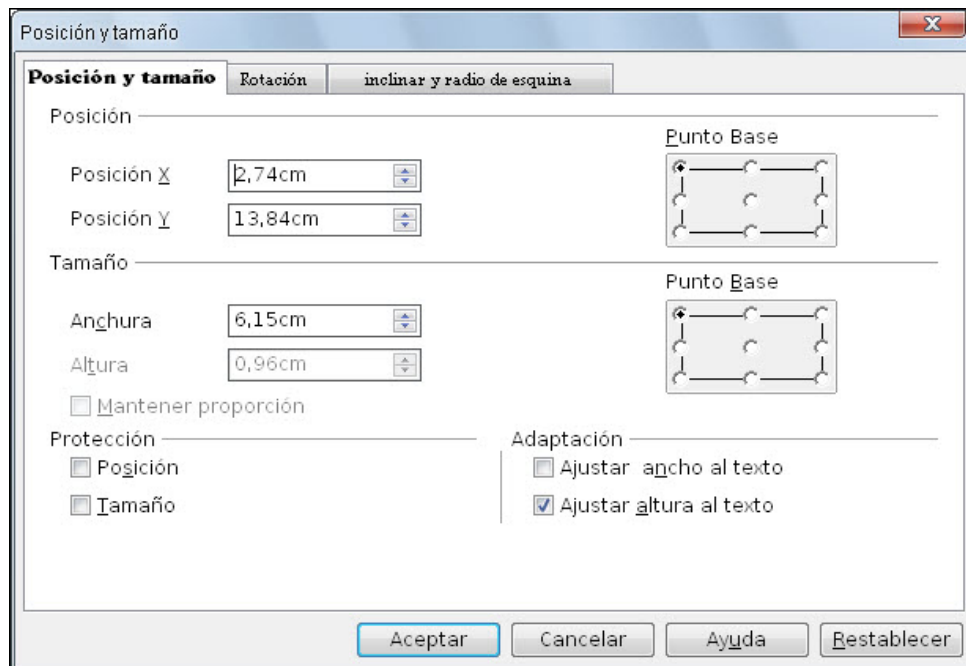 Posición y tamaño
Posición y tamaño Rotación inclinar y radio de esquina
Posición
Punto Base
Posición X 2,74cm
Posición Y 13,84cm
Tamaño
Punto Base
Anchura 6,15cm
Altura 0,96cm
Mantener proporción
Protección Adaptación
Posición Ajustar ancho al texto
Tamaño Ajustar altura al texto
Aceptar Cancelar Ayuda Restablecer